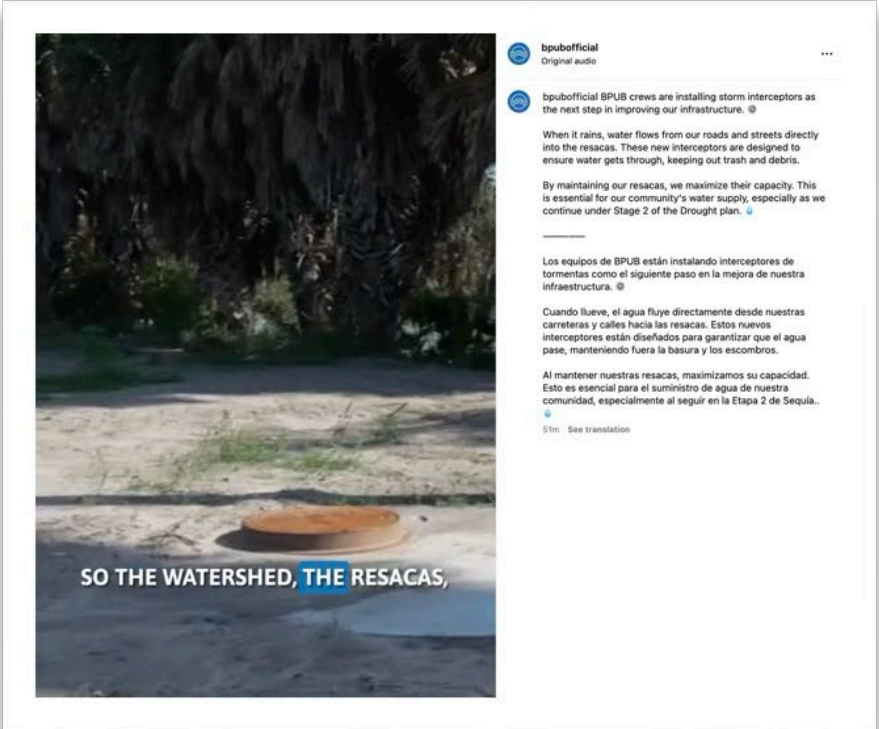 bpubofficial
Original audio
bpubofficial BPUB crews are installing storm interceptors as
the next step in improving our infrastructure.
When it rains, water flows from our roads and streets directly
into the resacas. These new interceptors are designed to
ensure water gets through, keeping out trash and debris.
By maintaining our resacas, we maximize their capacity. This
is essential for our community's water supply, especially as we
continue under Stage 2 of the Drought plan. 💧
Los equipos de BPUB están instalando interceptores de
tormentas como el siguiente paso en la mejora de nuestra
infraestructura.
Cuando llueve, el agua fluye directamente desde nuestras
carreteras y calles hacia las resacas. Estos nuevos
interceptores están diseñados para garantizar que el agua
pase, manteniendo fuera la basura y los escombros.
Al mantener nuestras resacas, maximizamos su capacidad.
Esto es esencial para el suministro de agua de nuestra
comunidad, especialmente al seguir en la Etapa 2 de Sequía..
💧
51m See translation
SO THE WATERSHED, THE RESACAS,